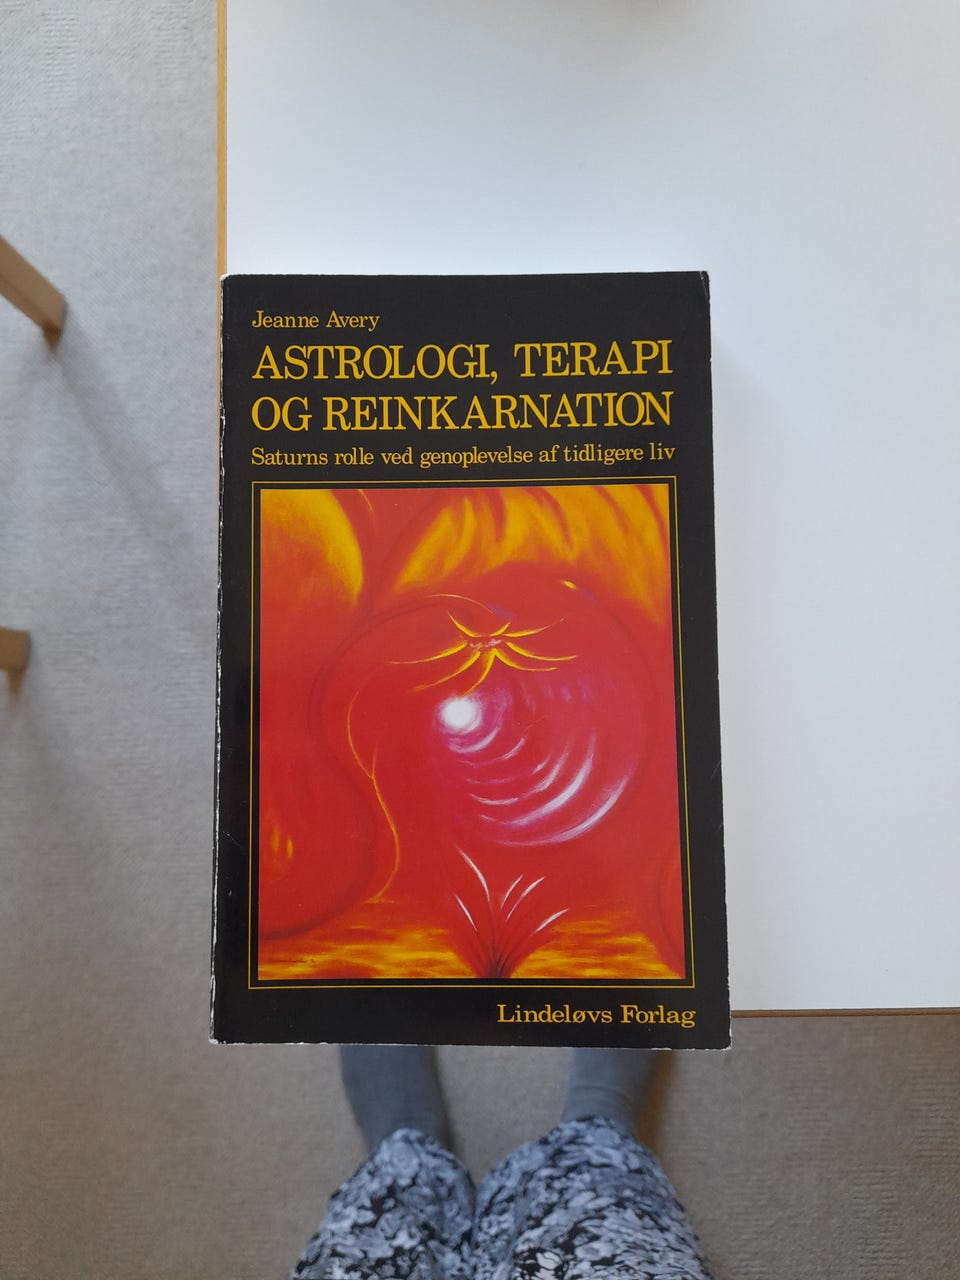 Jeanne Avery
ASTROLOGI, TERAPI
OG REINKARNATION
Saturns rolle ved genoplevelse af tidligere liv
Lindeløvs Forlag